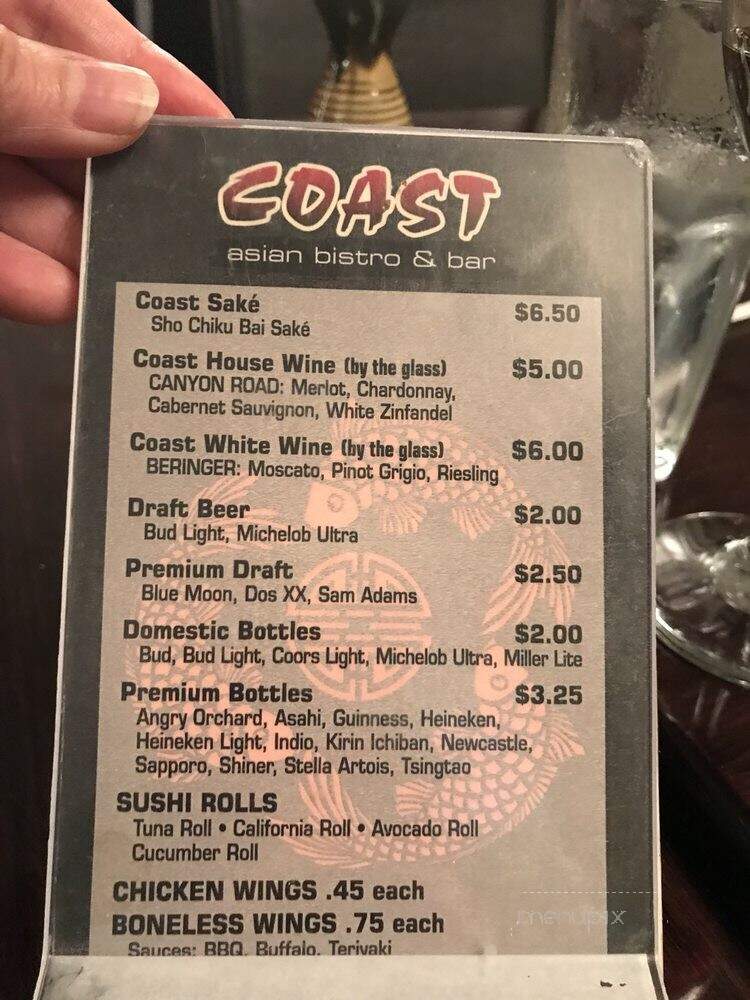 COAST
asian bistro & bar
Coast Saké $6.50
Sho Chiku Bai Saké
Coast House Wine (by the glass) $5.00
CANYON ROAD: Merlot, Chardonnay,
Cabernet Sauvignon, White Zinfandel
Coast White Wine (by the glass) $6.00
BERINGER: Moscato, Pinot Grigio, Riesling
Draft Beer $2.00
Bud Light, Michelob Ultra
Premium Draft $2.50
Blue Moon, Dos XX, Sam Adams
Domestic Bottles $2.00
Bud, Bud Light, Coors Light, Michelob Ultra, Miller Lite
Premium Bottles $3.25
Angry Orchard, Asahi, Guinness, Heineken,
Heineken Light, Indio, Kirin Ichiban, Newcastle,
Sapporo, Shiner, Stella Artois, Tsingtao
SUSHI ROLLS
Tuna Roll • California Roll • Avocado Roll
Cucumber Roll
CHICKEN WINGS .45 each
BONELESS WINGS .75 each
menupix
Sauces: BBQ, Buffalo, Teriyaki